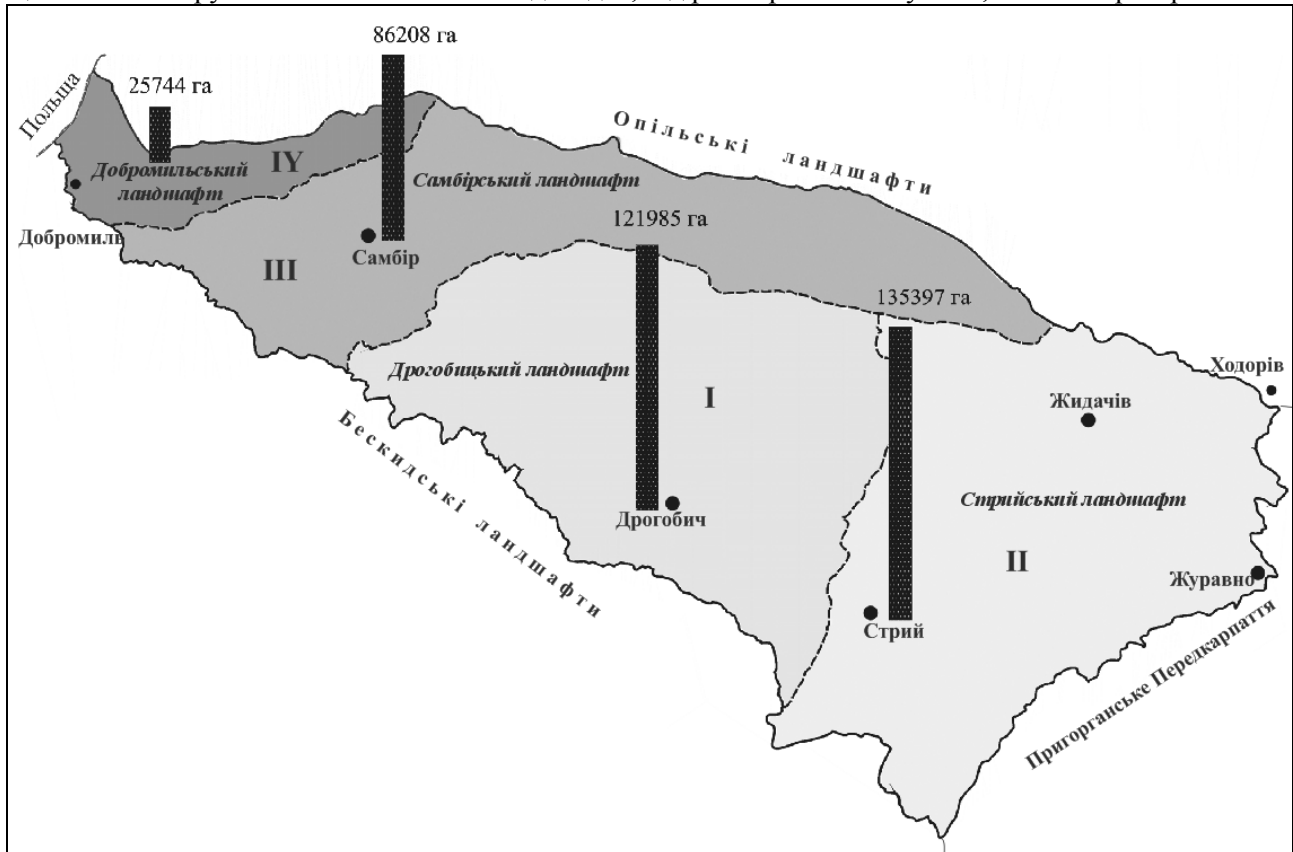 86208 га
25744 га
Польща
Опільські ландшафти
IY
Добромильський
ландшафт
Самбірський ландшафт
121985 га
Добромиль
Самбір
III
135397 га
Дрогобицький ландшафт
I
Ходорів
Жидачів
Бескидські ландшафти
Стрийський ландшафт
Дрогобич
II
Журавно
Стрий
Пригорганське Передкарпаття